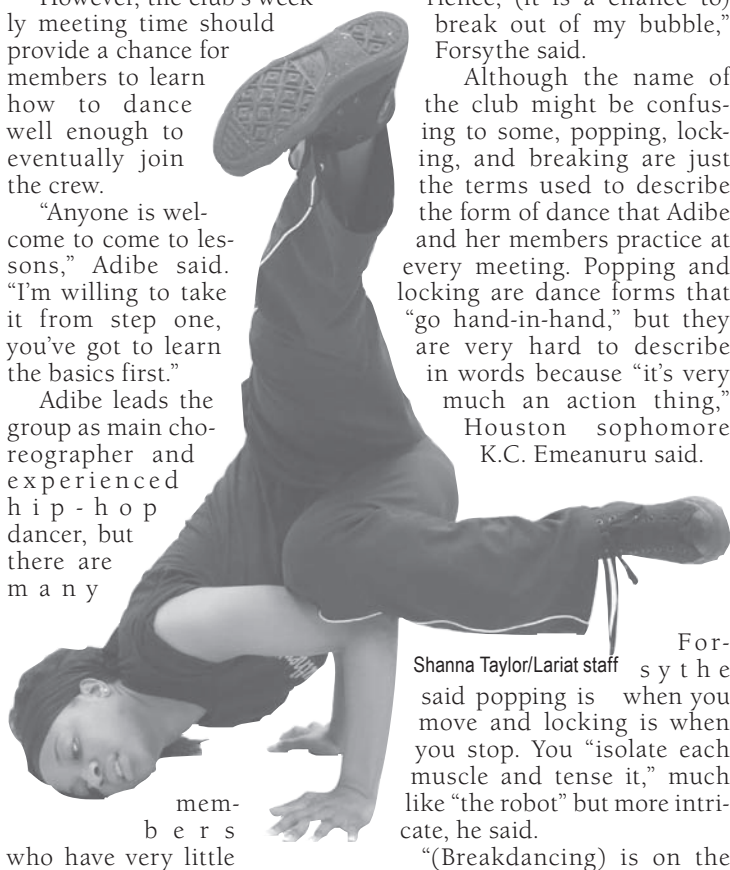 However, the club's week-
ly meeting time should
provide a chance for
members to learn
how to dance
well enough to
eventually join
the crew.
"Anyone is wel-
come to come to les-
sons," Adibe said.
"I'm willing to take
it from step one,
you've got to learn
the basics first."
Adibe leads the
group as main cho-
reographer and
experienced
hip-hop
dancer, but
there are
many
mem-
bers
who have very little
Hence, (it is a chance to)
break out of my bubble,"
Forsythe said.
Although the name of
the club might be confus-
ing to some, popping, lock-
ing, and breaking are just
the terms used to describe
the form of dance that Adibe
and her members practice at
every meeting. Popping and
locking are dance forms that
"go hand-in-hand," but they
are very hard to describe
in words because "it's very
much an action thing,"
Houston sophomore
K.C. Emeanuru said.
Shanna Taylor/Lariat staff
For-
sythe
said popping is when you
move and locking is when
you stop. You "isolate each
muscle and tense it," much
like "the robot" but more intri-
cate, he said.
"(Breakdancing) is on the